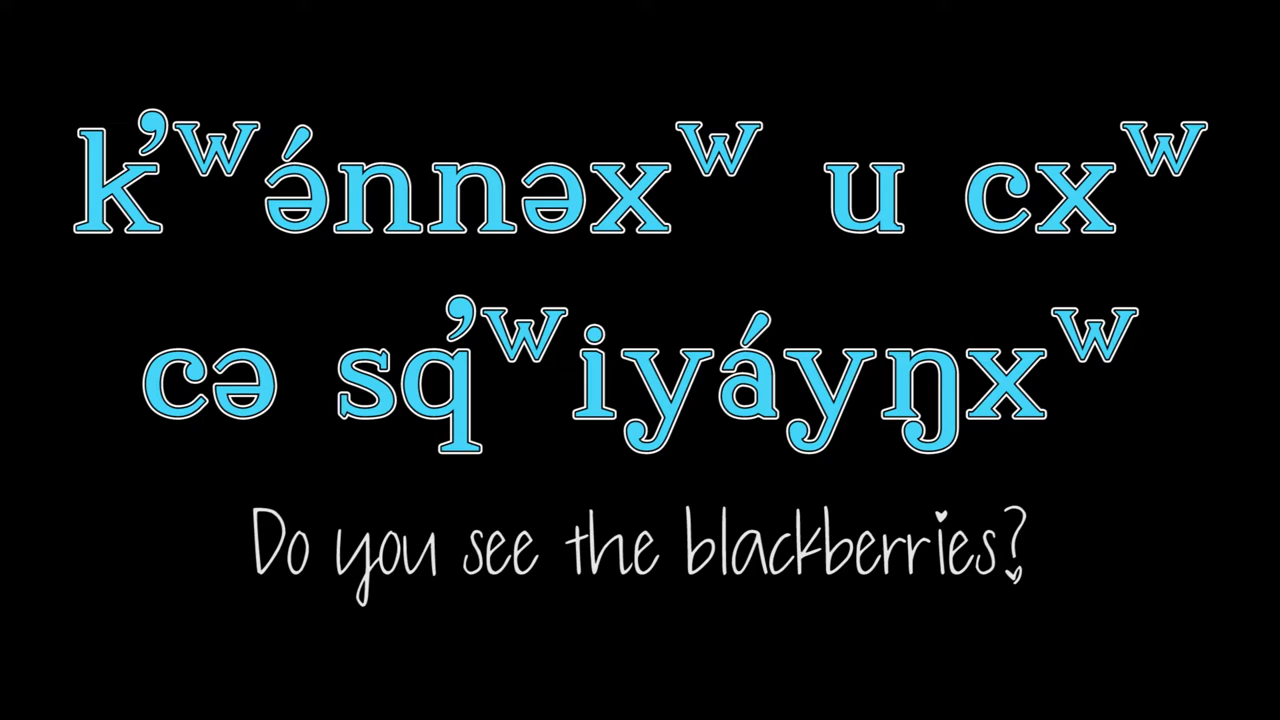 k̓ʷə́nnəxʷ u cxʷ
cə sq̓ʷiyáyŋxʷ
Do you see the blackberries?